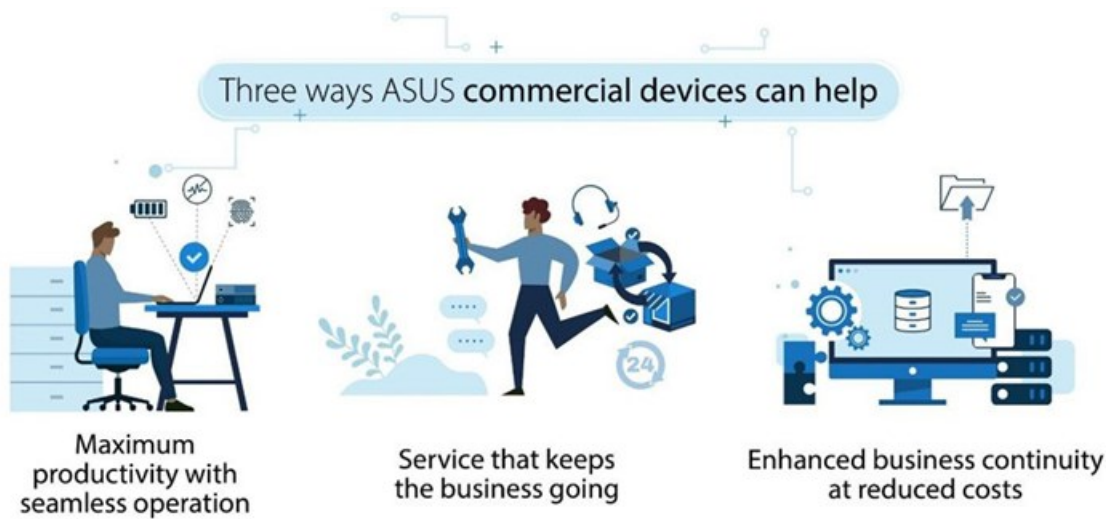 Three ways ASUS commercial devices can help
24
Maximum
productivity with
seamless operation
Service that keeps
the business going
Enhanced business continuity
at reduced costs